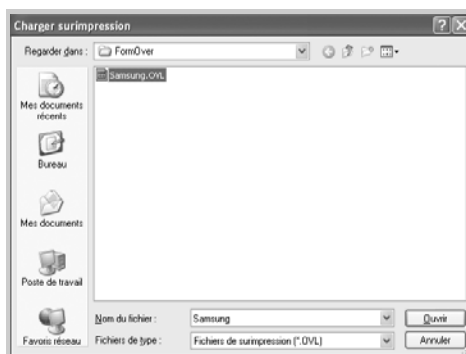 Charger surimpression
Regarder dans :
FormOver
Samsung.OVL
Mes documents
récents
Bureau
Mes documents
Poste de travail
Favoris réseau
Nom du fichier :
Samsung
Ouvrir
Fichiers de type :
Fichiers de surimpression (*.OVL)
Annuler